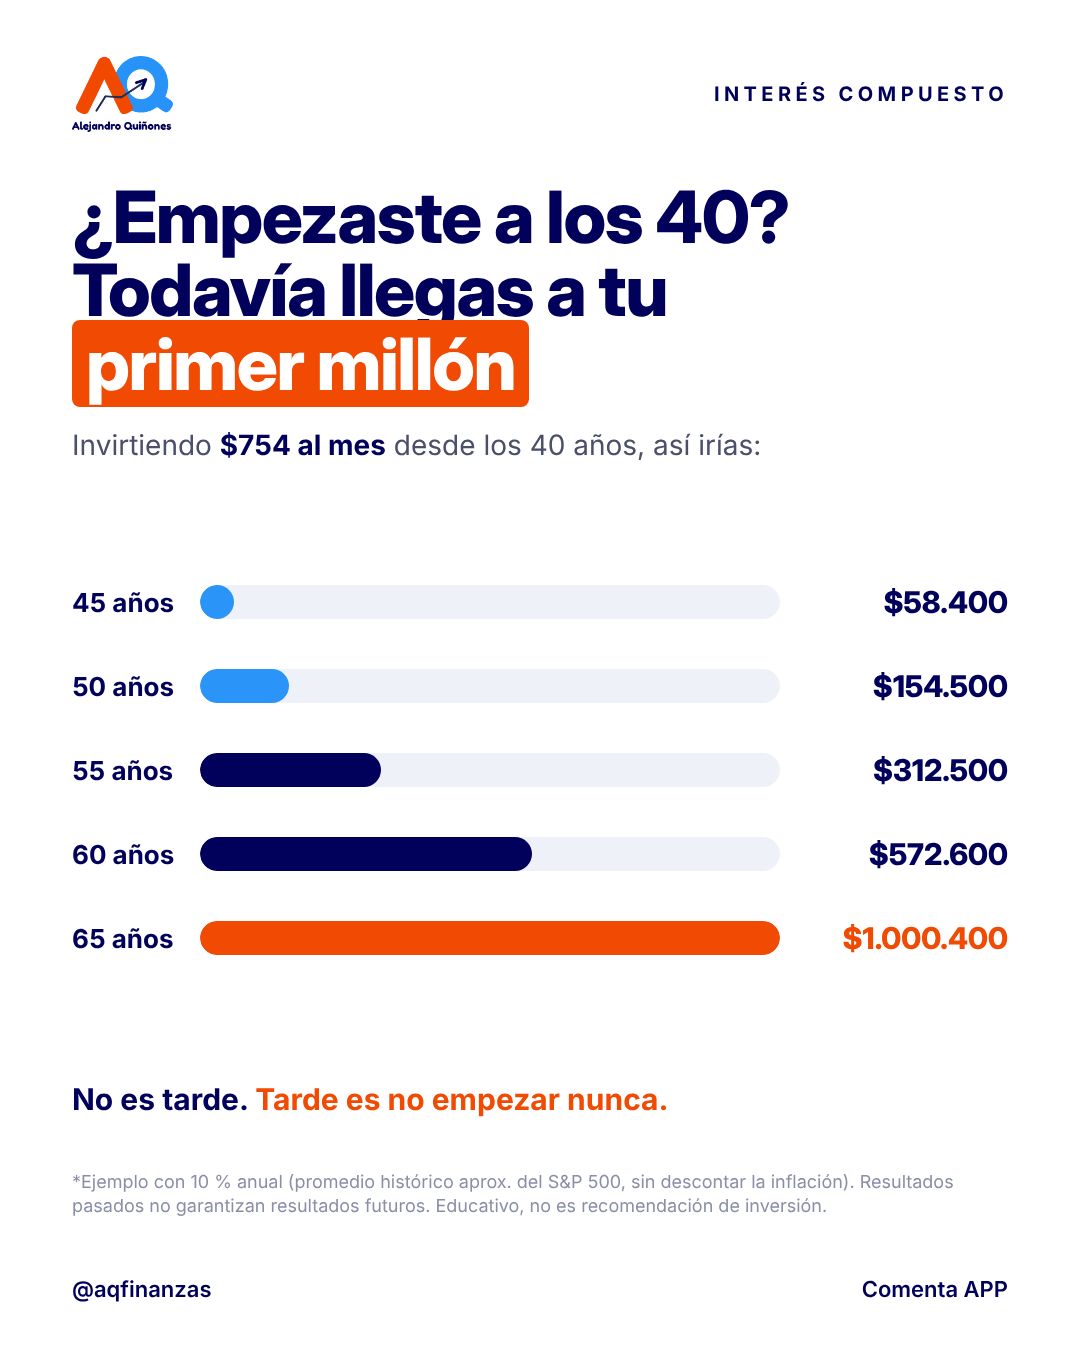 AQ
Alejandro Quiñones
INTERÉS COMPUESTO
¿Empezaste a los 40?
Todavía llegas a tu
primer millón
Invirtiendo $754 al mes desde los 40 años, así irías:
45 años $58.400
50 años $154.500
55 años $312.500
60 años $572.600
65 años $1.000.400
No es tarde. Tarde es no empezar nunca.
*Ejemplo con 10 % anual (promedio histórico aprox. del S&P 500, sin descontar la inflación). Resultados
pasados no garantizan resultados futuros. Educativo, no es recomendación de inversión.
@aqfinanzas
Comenta APP